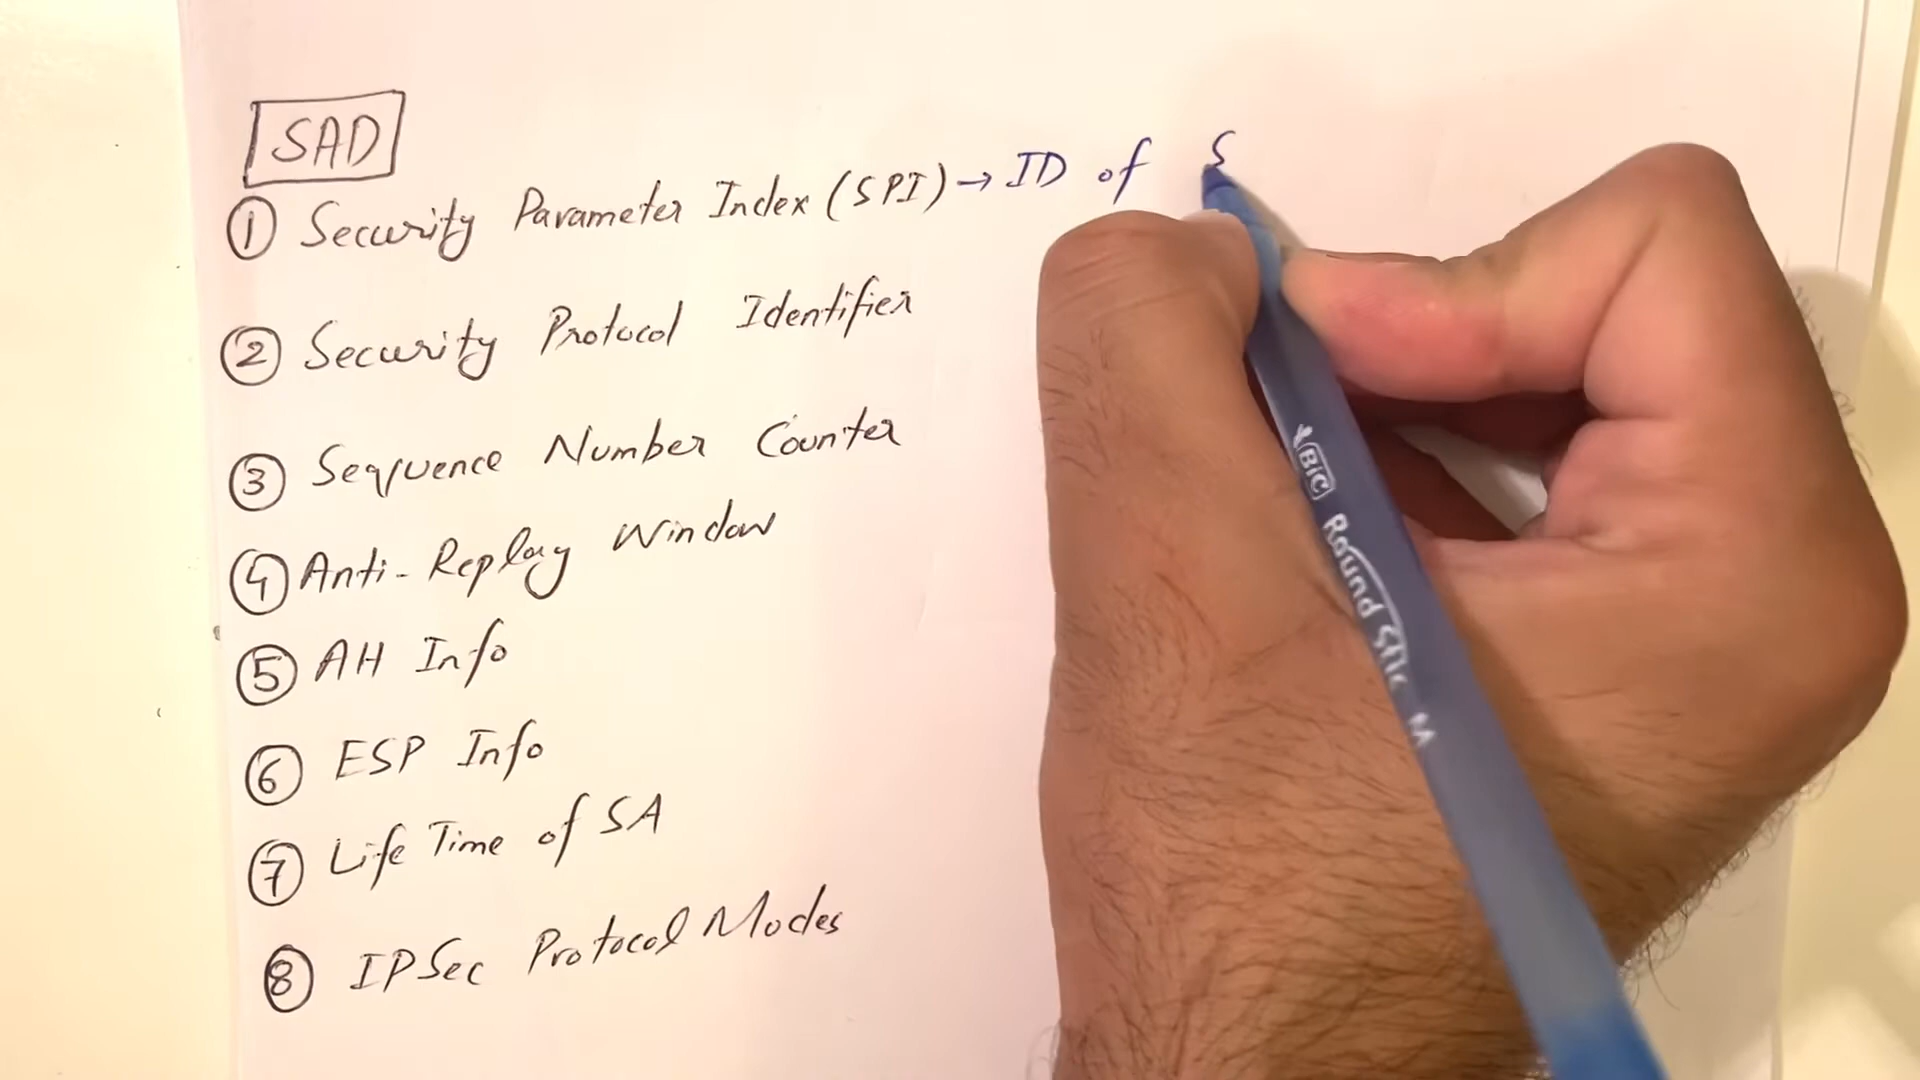 SAD
① Security Parameter Index (SPI) → ID of S
② Security Protocol Identifier
③ Sequence Number Counter
④ Anti-Replay Window
⑤ AH Info
⑥ ESP Info
⑦ Life Time of SA
⑧ IPSec Protocol Modes
BIC Round Stic M